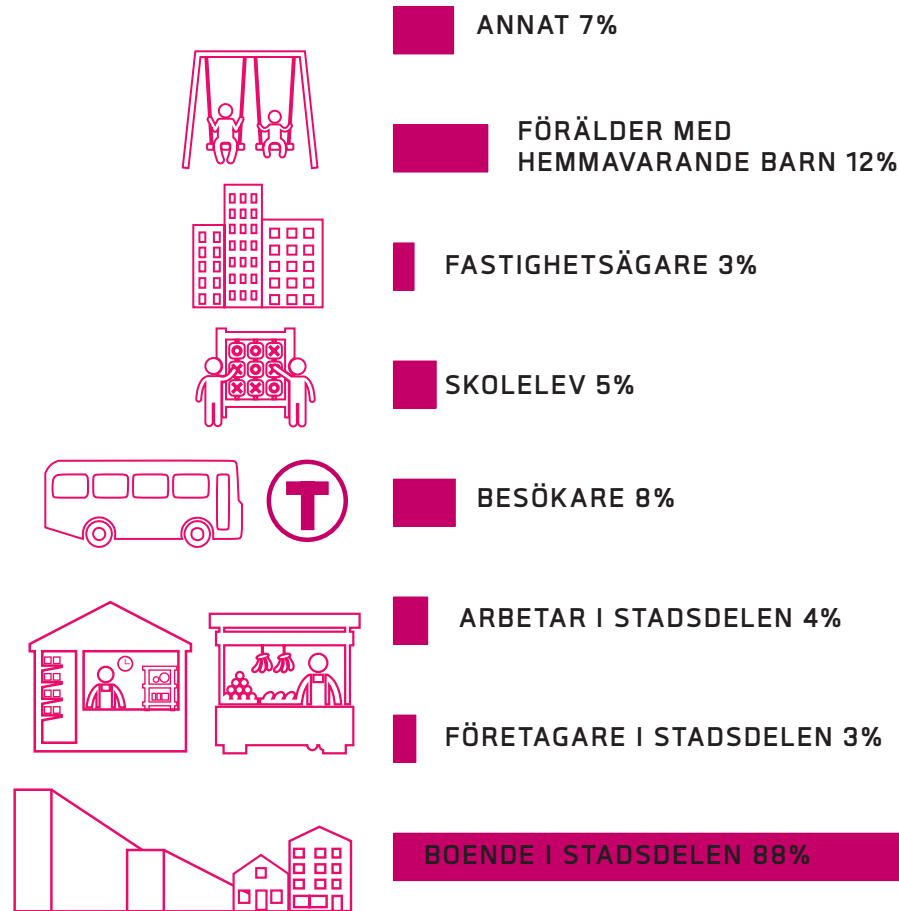 ANNAT 7%
FÖRÄLDER MED
HEMMAVARANDE BARN 12%
FASTIGHETSÄGARE 3%
SKOLELEV 5%
T
BESÖKARE 8%
ARBETAR I STADSDELEN 4%
FÖRETAGARE I STADSDELEN 3%
BOENDE I STADSDELEN 88%